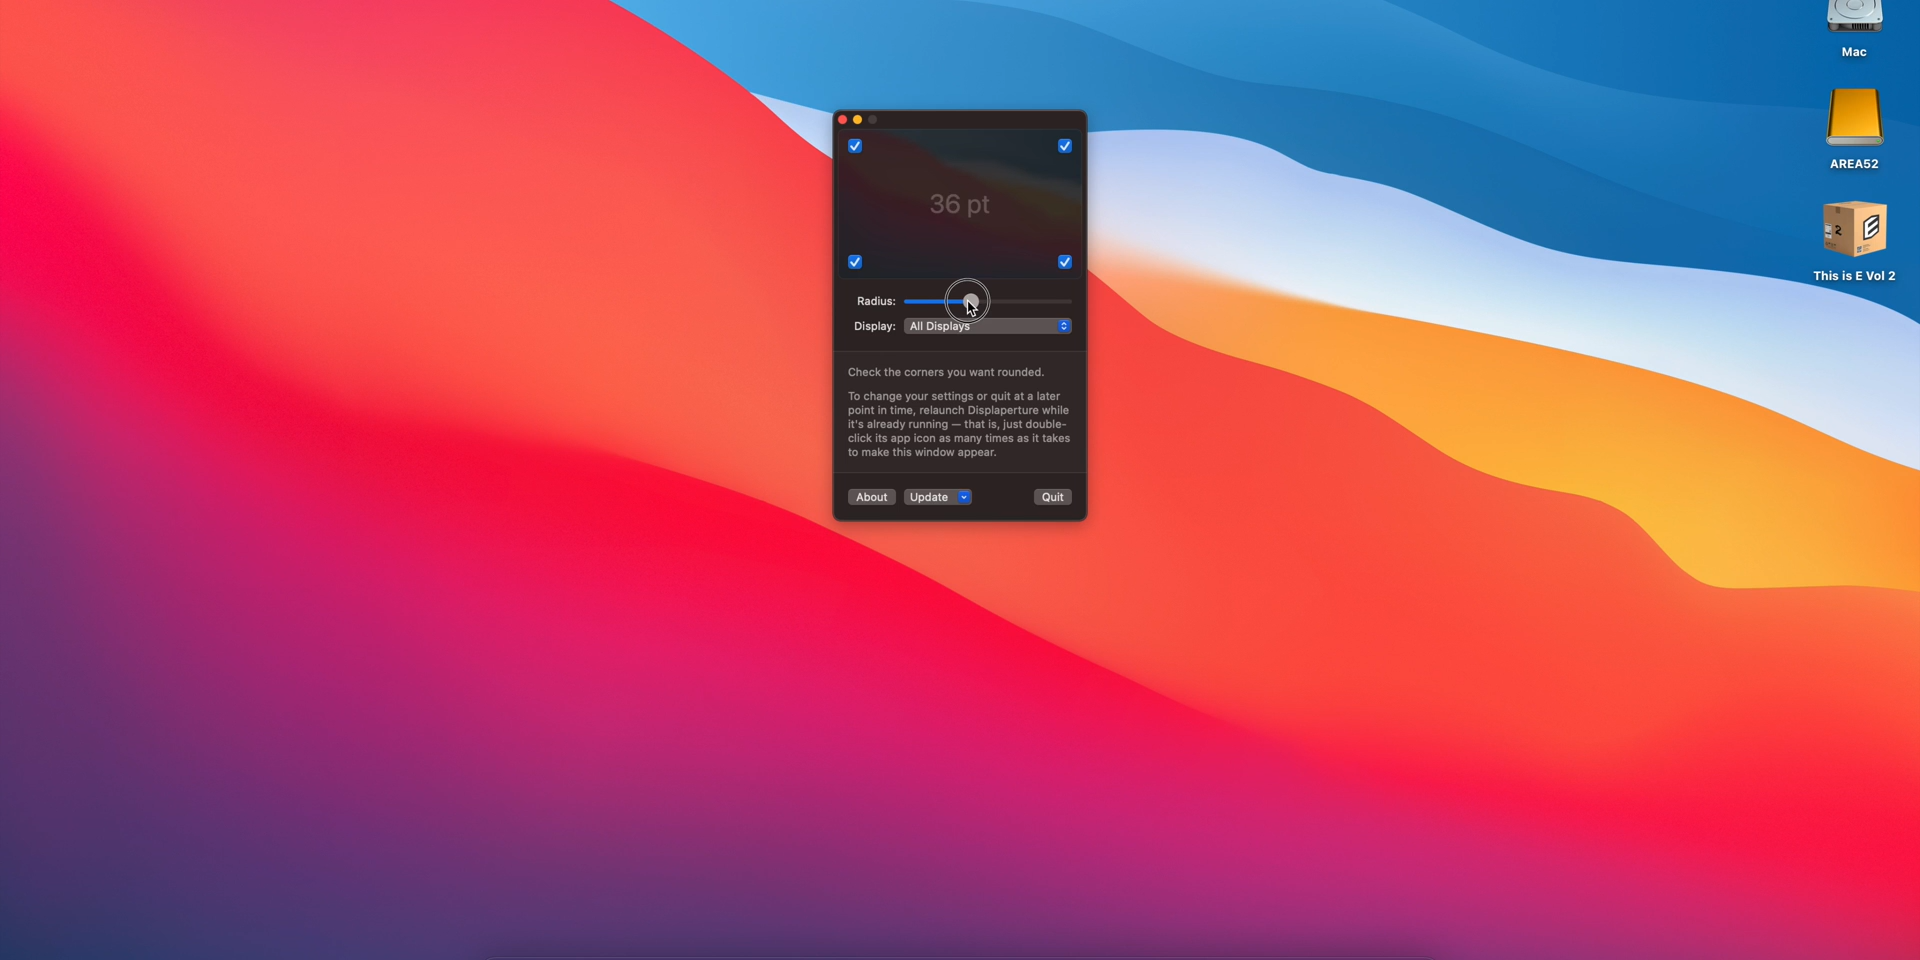 Mac
AREA52
2
E
This is E Vol 2
36 pt
Radius:
Display: All Displays
Check the corners you want rounded.
To change your settings or quit at a later
point in time, relaunch Displaperture while
it's already running — that is, just double-
click its app icon as many times as it takes
to make this window appear.
About Update Quit